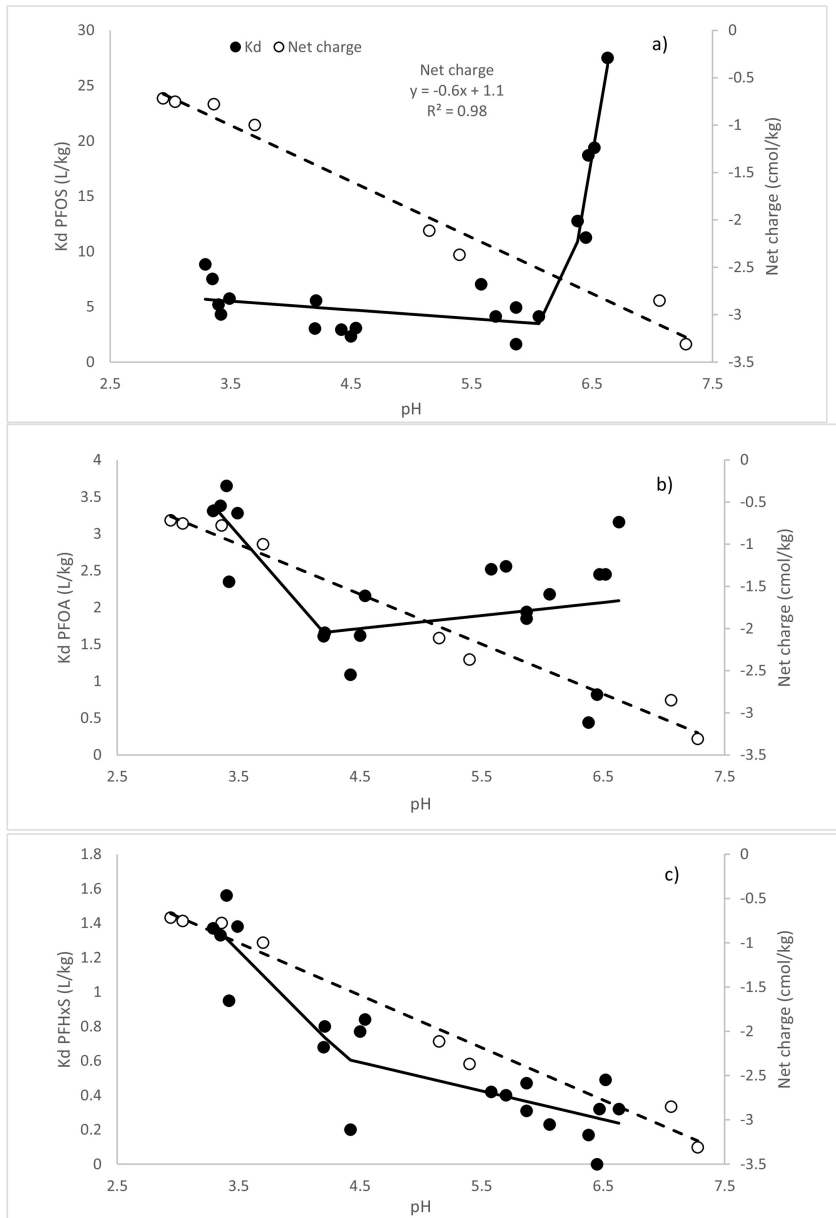 a)
Kd Net charge
Net charge
y = -0.6x + 1.1
R² = 0.98
30
25
20
15
10
5
0
Kd PFOS (L/kg)
0
-0.5
-1
-1.5
-2
-2.5
-3
-3.5
Net charge (cmol/kg)
2.5 3.5 4.5 5.5 6.5 7.5
pH
b)
4
3.5
3
2.5
2
1.5
1
0.5
0
Kd PFOA (L/kg)
0
-0.5
-1
-1.5
-2
-2.5
-3
-3.5
Net charge (cmol/kg)
2.5 3.5 4.5 5.5 6.5 7.5
pH
c)
1.8
1.6
1.4
1.2
1
0.8
0.6
0.4
0.2
0
Kd PFHxS (L/kg)
0
-0.5
-1
-1.5
-2
-2.5
-3
-3.5
Net charge (cmol/kg)
2.5 3.5 4.5 5.5 6.5 7.5
pH